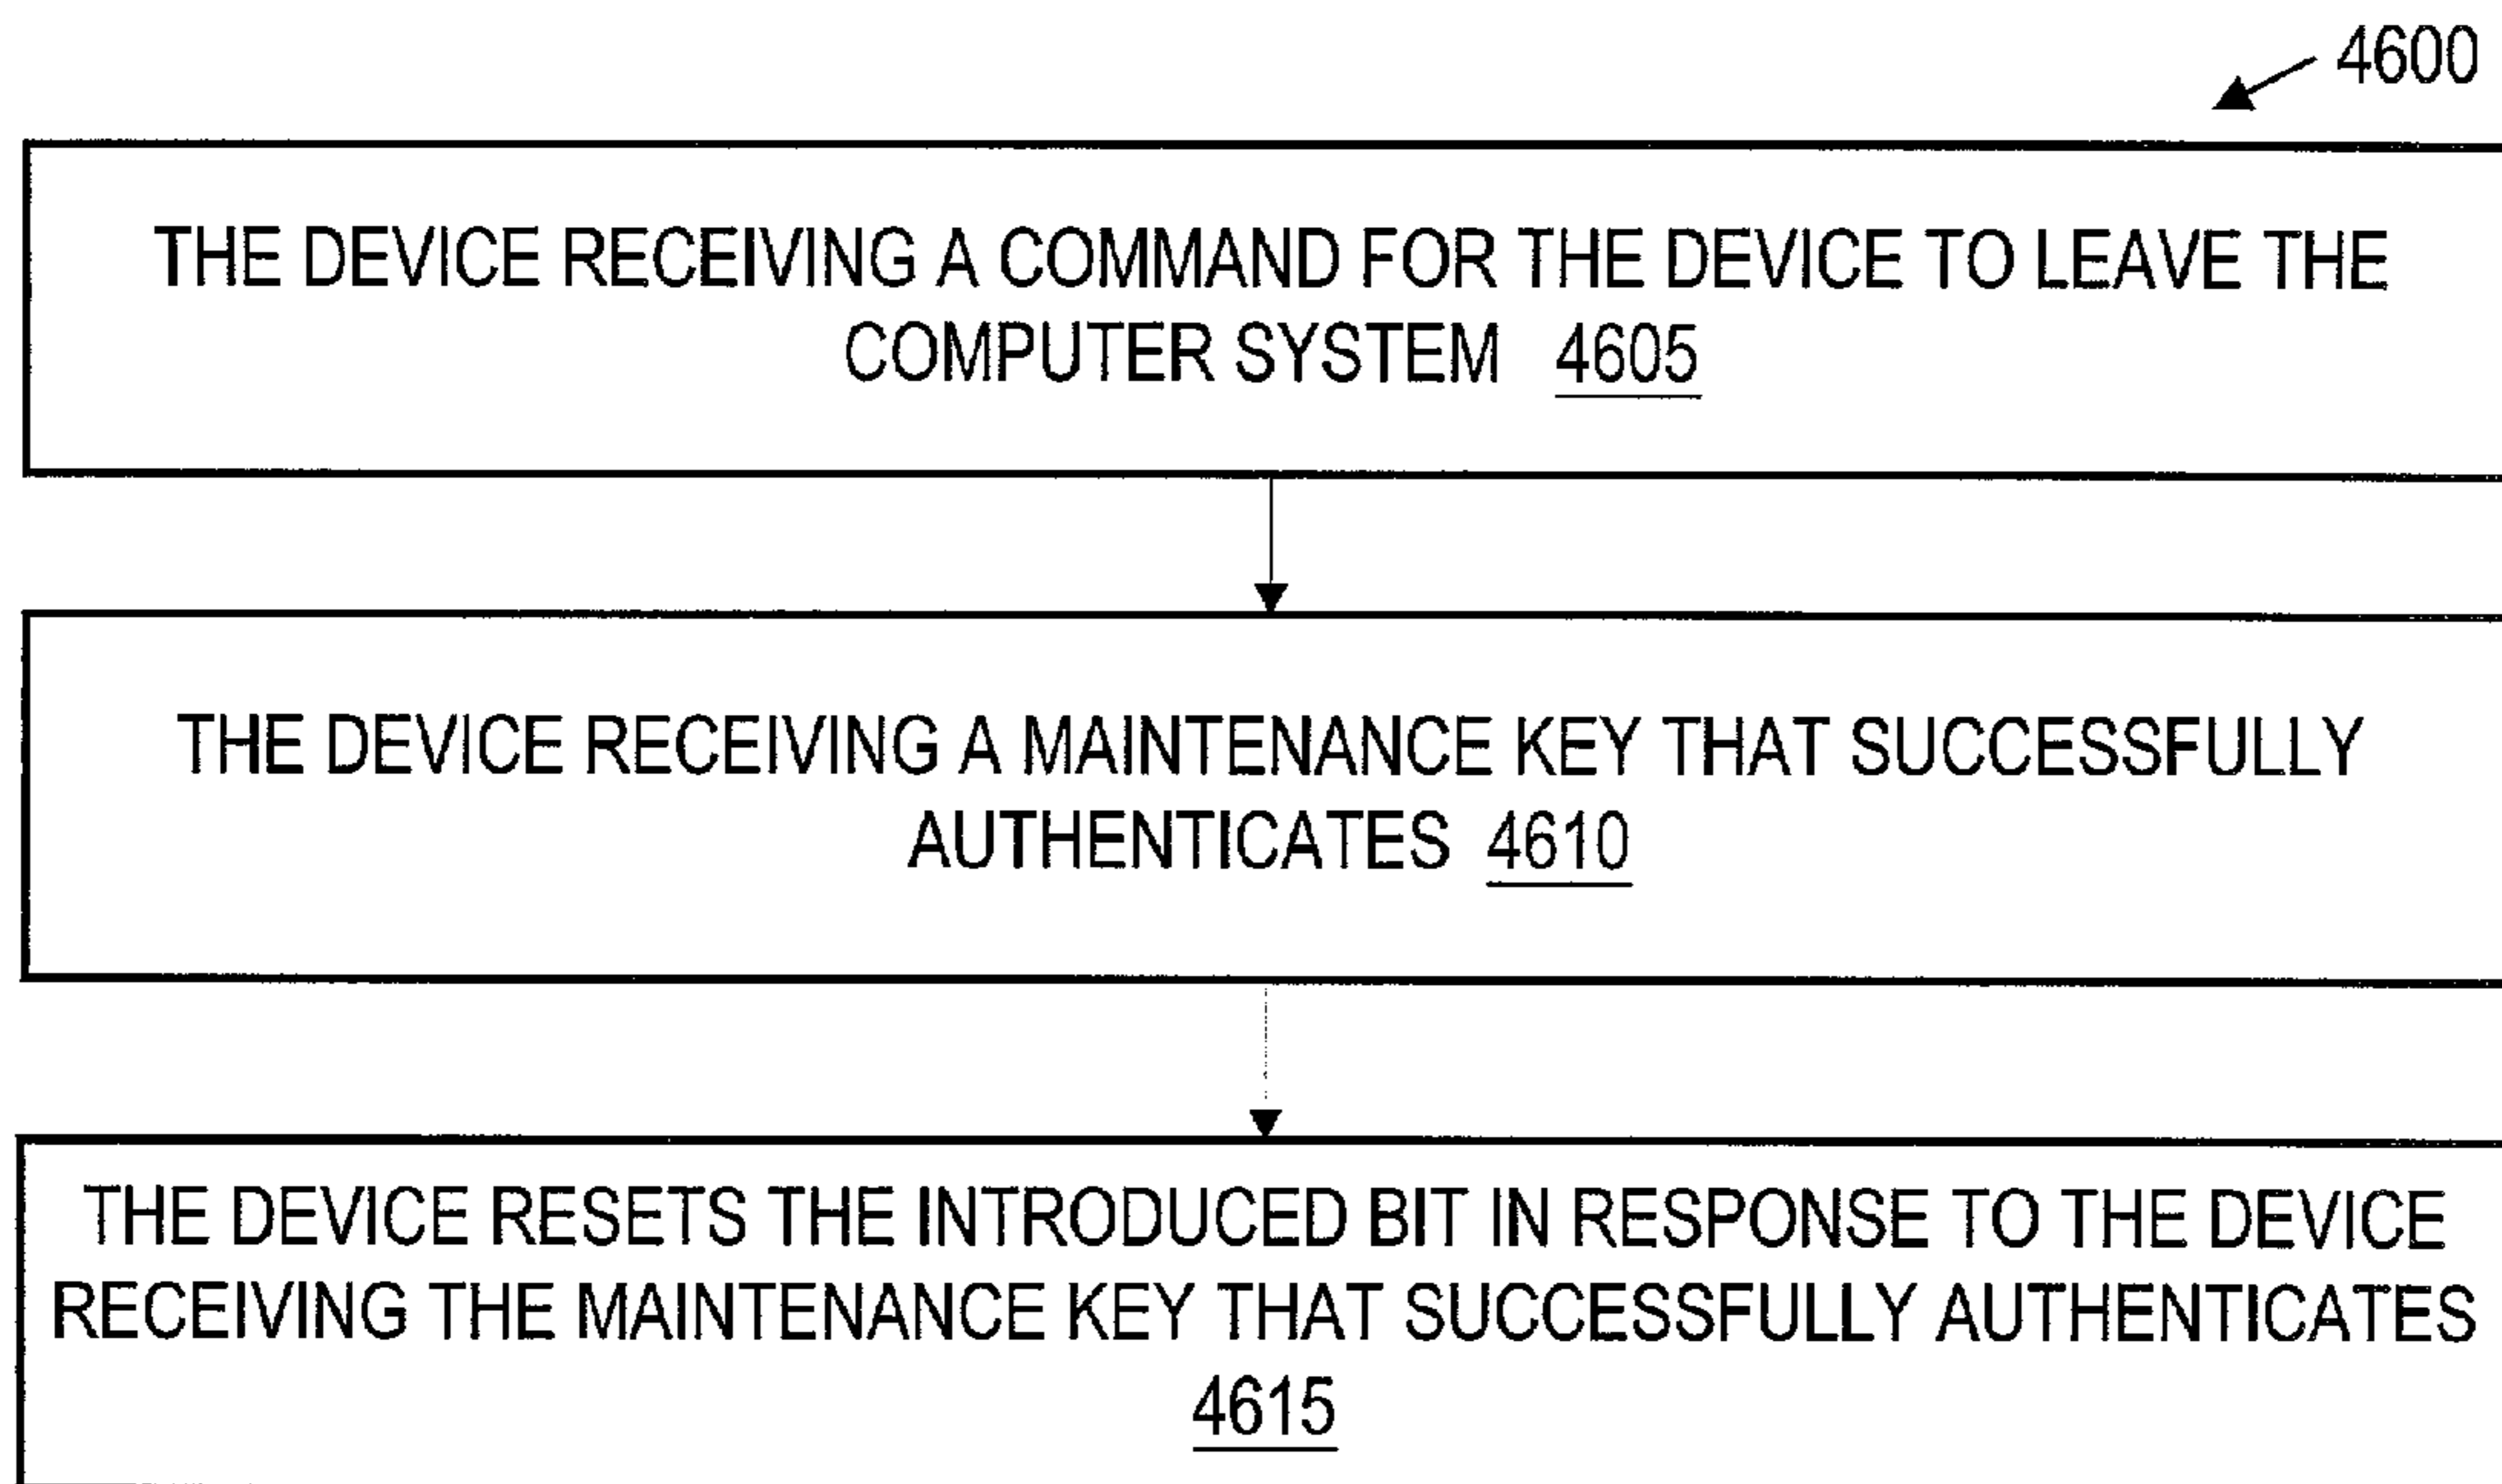 4600
THE DEVICE RECEIVING A COMMAND FOR THE DEVICE TO LEAVE THE
COMPUTER SYSTEM 4605
THE DEVICE RECEIVING A MAINTENANCE KEY THAT SUCCESSFULLY
AUTHENTICATES 4610
THE DEVICE RESETS THE INTRODUCED BIT IN RESPONSE TO THE DEVICE
RECEIVING THE MAINTENANCE KEY THAT SUCCESSFULLY AUTHENTICATES
4615